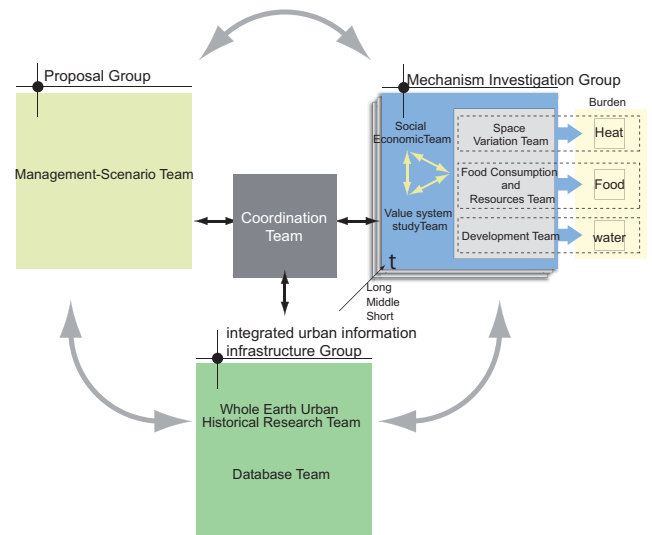 Proposal Group
Management-Scenario Team
Mechanism Investigation Group
Social
EconomicTeam
Value system
studyTeam
Space
Variation Team
Food Consumption
and
Resources Team
Development Team
Burden
Heat
Food
water
t
Long
Middle
Short
Coordination
Team
integrated urban information
infrastructure Group
Whole Earth Urban
Historical Research Team
Database Team